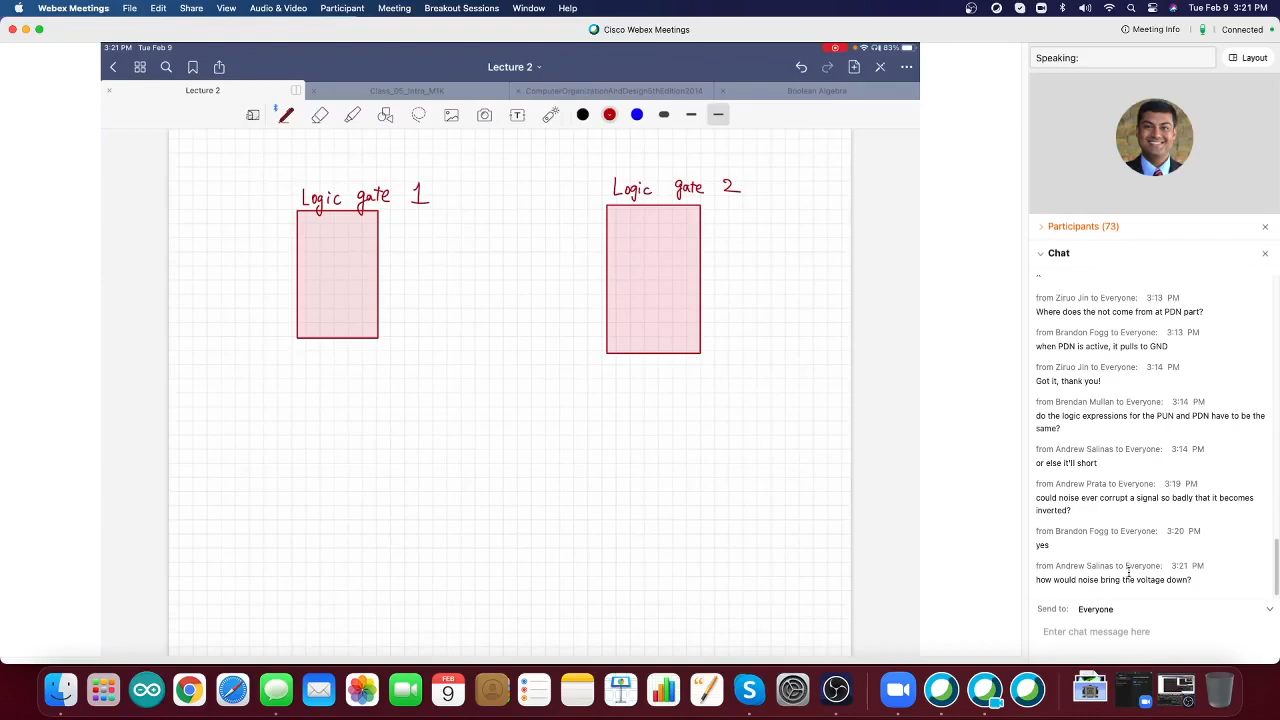 Webex Meetings File Edit Share View Audio & Video Participant Meeting Breakout Sessions Window Help Tue Feb 9 3:21 PM
Cisco Webex Meetings Meeting Info Connected
3:21 PM Tue Feb 9 83%
Lecture 2
Lecture 2 Class_05_Intra_M1K ComputerOrganizationAndDesign5thEdition2014 Boolean Algebra
Logic gate 1
Logic gate 2
Speaking: Layout
Participants (73)
Chat
from Ziruo Jin to Everyone: 3:13 PM
Where does the not come from at PDN part?
from Brandon Fogg to Everyone: 3:13 PM
when PDN is active, it pulls to GND
from Ziruo Jin to Everyone: 3:14 PM
Got it, thank you!
from Brendan Mullan to Everyone: 3:14 PM
do the logic expressions for the PUN and PDN have to be the
same?
from Andrew Salinas to Everyone: 3:14 PM
or else it'll short
from Andrew Prata to Everyone: 3:19 PM
could noise ever corrupt a signal so badly that it becomes
inverted?
from Brandon Fogg to Everyone: 3:20 PM
yes
from Andrew Salinas to Everyone: 3:21 PM
how would noise bring the voltage down?
Send to: Everyone
Enter chat message here
FEB
9